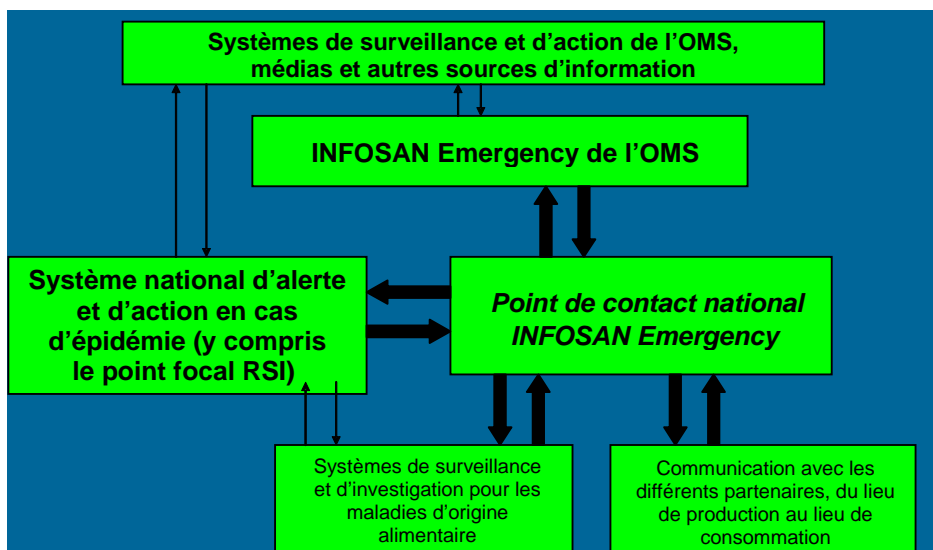 Systèmes de surveillance et d'action de l'OMS,
médias et autres sources d'information
INFOSAN Emergency de l'OMS
Système national d'alerte
et d'action en cas
d'épidémie (y compris
le point focal RSI)
Point de contact national
INFOSAN Emergency
Systèmes de surveillance
et d'investigation pour les
maladies d'origine
alimentaire
Communication avec les
différents partenaires, du lieu
de production au lieu de
consommation